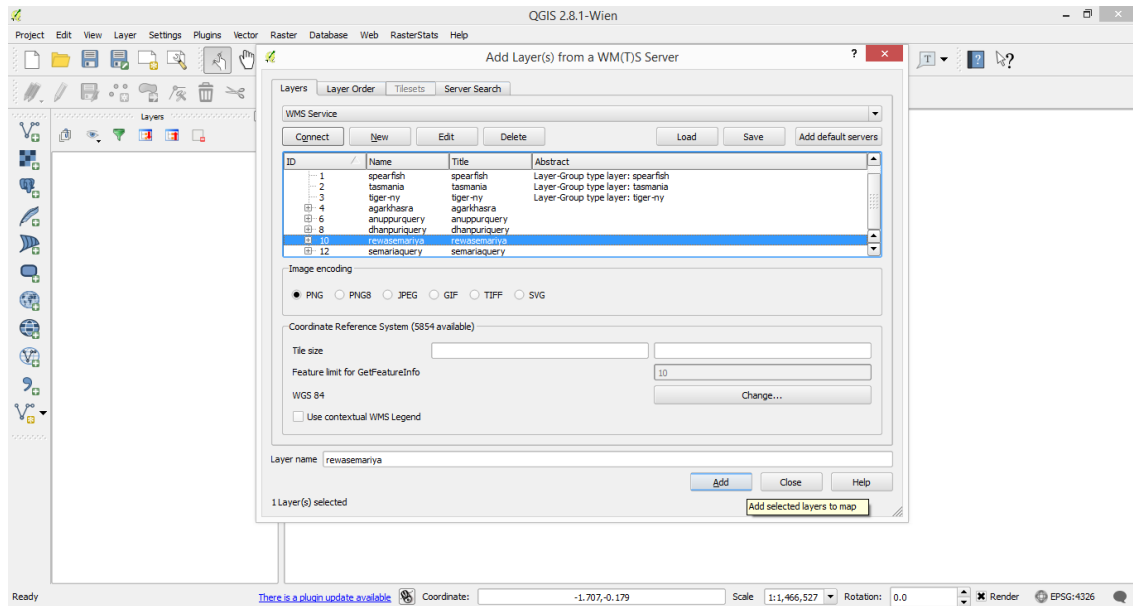 QGIS 2.8.1-Wien
Project Edit View Layer Settings Plugins Vector Raster Database Web RasterStats Help
Add Layer(s) from a WM(T)S Server ?
T ? ?
Layers
Layers Layer Order Tilesets Server Search
WMS Service
Connect New Edit Delete Load Save Add default servers
ID Name Title Abstract
1 spearfish spearfish Layer-Group type layer: spearfish
2 tasmania tasmania Layer-Group type layer: tasmania
3 tiger-ny tiger-ny Layer-Group type layer: tiger-ny
4 agarkhasra agarkhasra
6 anuppurquery anuppurquery
8 dhanpuriquery dhanpuriquery
10 rewasemariya rewasemariya
12 semariaquery semariaquery
Image encoding
PNG PNG8 JPEG GIF TIFF SVG
Coordinate Reference System (5854 available)
Tile size
Feature limit for GetFeatureInfo 10
WGS 84 Change...
Use contextual WMS Legend
Layer name rewasemariya
Add Close Help
1 Layer(s) selected
Add selected layers to map
Ready There is a plugin update available Coordinate: -1.707,-0.179 Scale 1:1,466,527 Rotation: 0.0 Render EPSG:4326